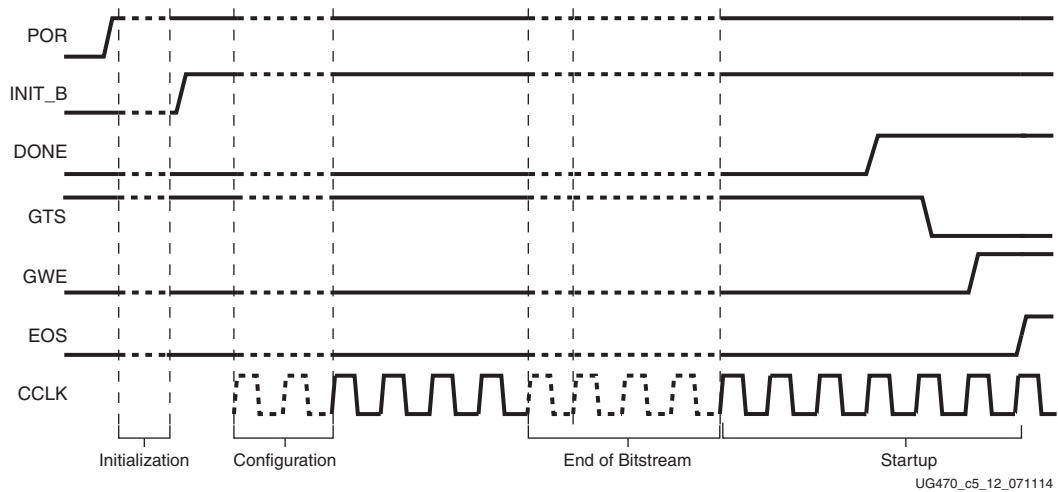 POR
INIT_B
DONE
GTS
GWE
EOS
CCLK
Initialization
Configuration
End of Bitstream
Startup
UG470_c5_12_071114